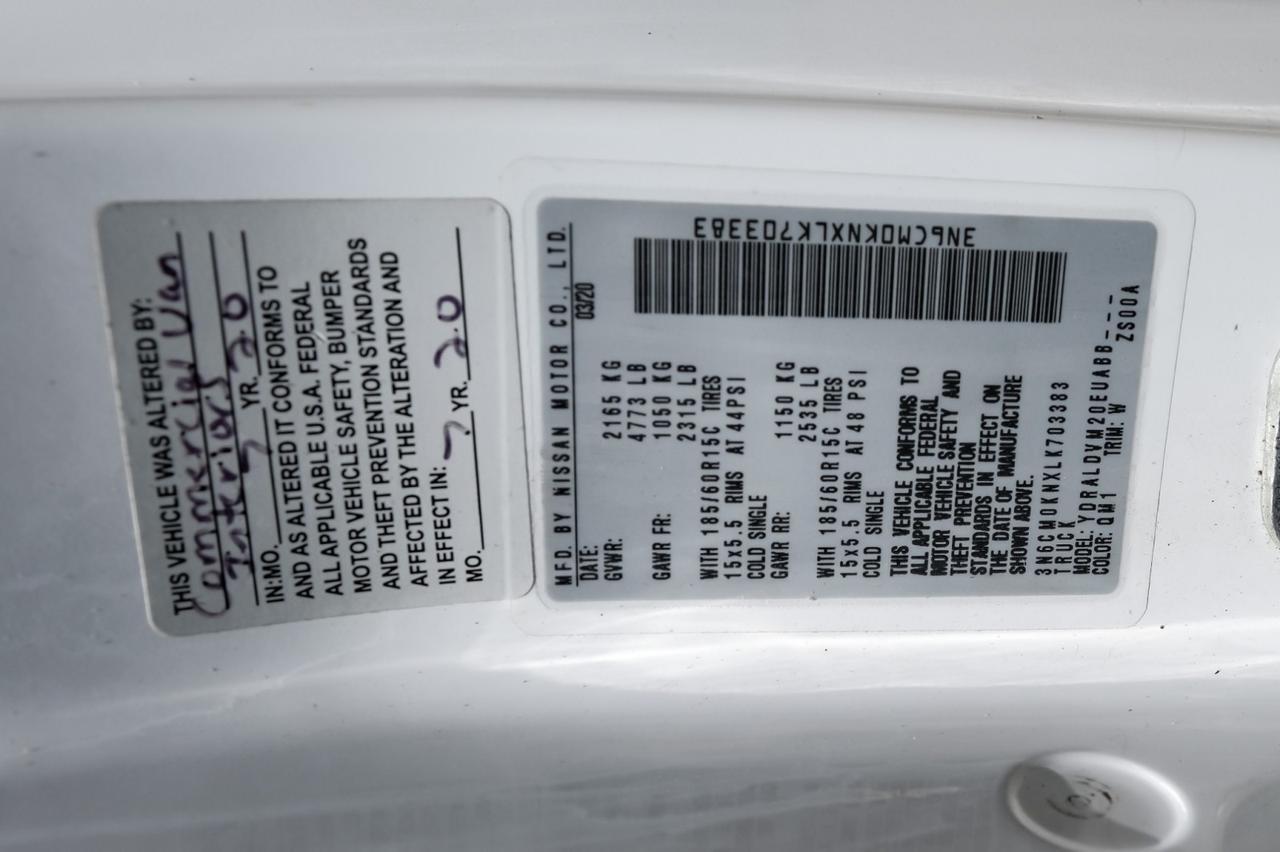 THIS VEHICLE WAS ALTERED BY:
Commercial Van
Interiors
IN: MO. 7 YR. 20
AND AS ALTERED IT CONFORMS TO
ALL APPLICABLE U.S.A. FEDERAL
MOTOR VEHICLE SAFETY, BUMPER
AND THEFT PREVENTION STANDARDS
AFFECTED BY THE ALTERATION AND
IN EFFECT IN:
MO. 7 YR. 20
MFD. BY NISSAN MOTOR CO., LTD.
DATE: 03/20
GVWR: 2165 KG
4773 LB
GAWR FR: 1050 KG
2315 LB
WITH 185/60R15C TIRES
15x5.5 RIMS AT 44PSI
COLD SINGLE
GAWR RR: 1150 KG
2535 LB
WITH 185/60R15C TIRES
15x5.5 RIMS AT 48 PSI
COLD SINGLE
THIS VEHICLE CONFORMS TO
ALL APPLICABLE FEDERAL
MOTOR VEHICLE SAFETY AND
THEFT PREVENTION
STANDARDS IN EFFECT ON
THE DATE OF MANUFACTURE
SHOWN ABOVE.
3N6CM0KNXLK703383
TRUCK
MODEL: YDRALDVM20EUABB---
COLOR: QM1 TRIM: W ZS00A
3N6CM0KNXLK703383